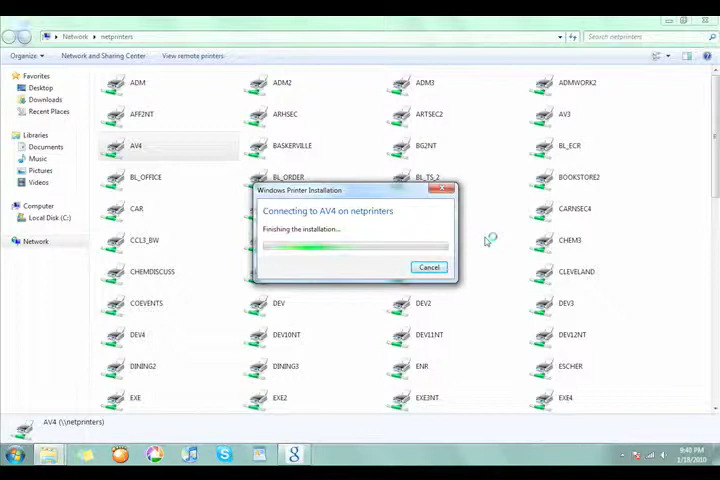 Network netprinters Search netprinters
Organize Network and Sharing Center View remote printers
Favorites
Desktop
Downloads
Recent Places
Libraries
Documents
Music
Pictures
Videos
Computer
Local Disk (C:)
Network
ADM ADM2 ADM3 ADMWORK2
AFF2NT ARHSEC ARTSEC2 AV3
AV4 BASKERVILLE BG2NT BL_ECR
BL_OFFICE BL_ORDER BL_TS_2 BOOKSTORE2
CAR CARNSEC4
CCL3_BW CHEM3
CHEMDISCUSS CLEVELAND
COEVENTS DEV DEV2 DEV3
DEV4 DEV10NT DEV11NT DEV12NT
DINING2 DINING3 ENR ESCHER
EXE EXE2 EXE3NT EXE4
Windows Printer Installation
Connecting to AV4 on netprinters
Finishing the installation...
Cancel
AV4 (\\netprinters)
9:40 PM
1/18/2010